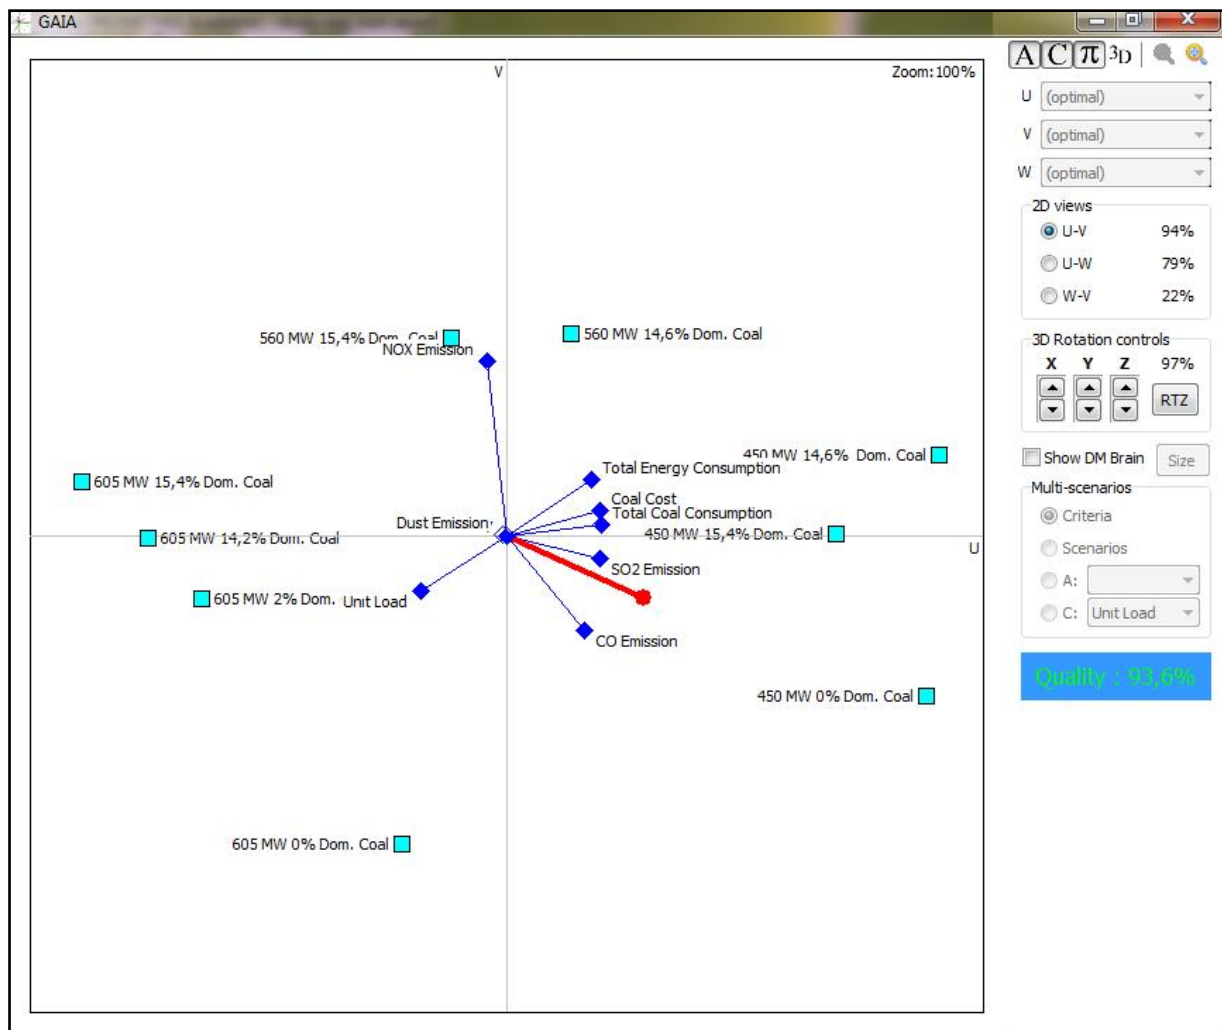 GAIA
V
Zoom:100%
A C π 3D
U (optimal)
V (optimal)
W (optimal)
2D views
U-V 94%
U-W 79%
W-V 22%
560 MW 15,4% Dom. Coal
560 MW 14,6% Dom. Coal
NOX Emission
3D Rotation controls
X Y Z 97%
RTZ
450 MW 14,6% Dom. Coal
Total Energy Consumption
Show DM Brain Size
605 MW 15,4% Dom. Coal
Multi-scenarios
Coal Cost
Total Coal Consumption
Criteria
Dust Emission
450 MW 15,4% Dom. Coal
605 MW 14,2% Dom. Coal
U
Scenarios
SO2 Emission
A:
605 MW 2% Dom.
Unit Load
C: Unit Load
CO Emission
Quality : 93,6%
450 MW 0% Dom. Coal
605 MW 0% Dom. Coal